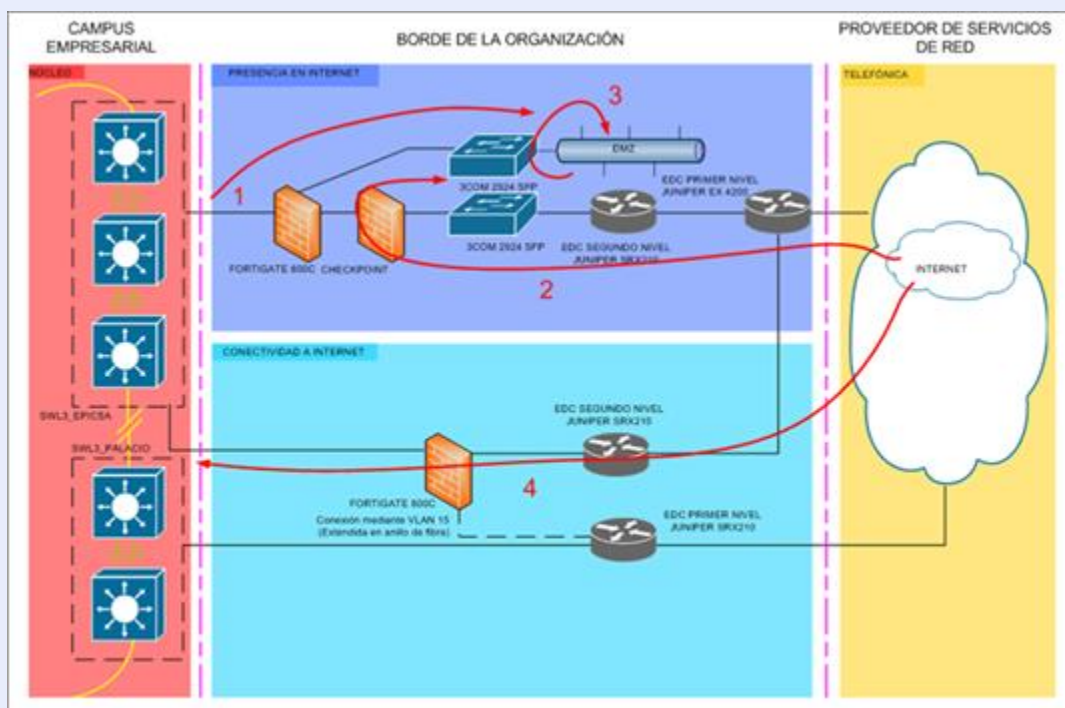 CAMPUS
EMPRESARIAL
BORDE DE LA ORGANIZACIÓN
PROVEEDOR DE SERVICIOS
DE RED
NÚCLEO
PRESENCIA EN INTERNET
TELEFÓNICA
3
DMZ
1
3COM 2924 SFP
EDC PRIMER NIVEL
JUNIPER EX 4200
3COM 2924 SFP
EDC SEGUNDO NIVEL
JUNIPER SRX210
FORTIGATE 600C
CHECKPOINT
2
INTERNET
CONECTIVIDAD A INTERNET
SWL3_EPICSA
EDC SEGUNDO NIVEL
JUNIPER SRX210
SWL3_PALACIO
4
FORTIGATE 600C
Conexión mediante VLAN 15
(Extendida en anillo de fibra)
EDC PRIMER NIVEL
JUNIPER SRX210